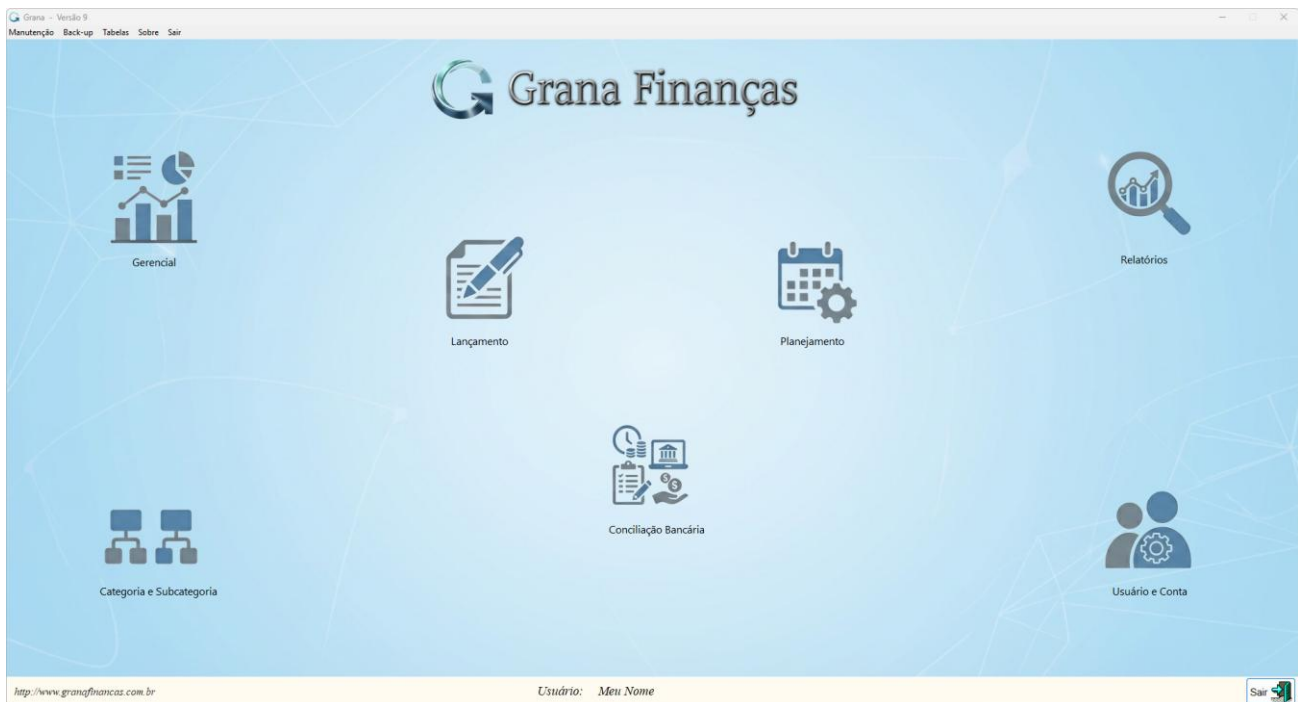 Grana - Versão 9
Manutenção Back-up Tabelas Sobre Sair
Grana Finanças
Gerencial
Relatórios
Lançamento
Planejamento
Conciliação Bancária
Categoria e Subcategoria
Usuário e Conta
http://www.granafinancas.com.br
Usuário: Meu Nome
Sair